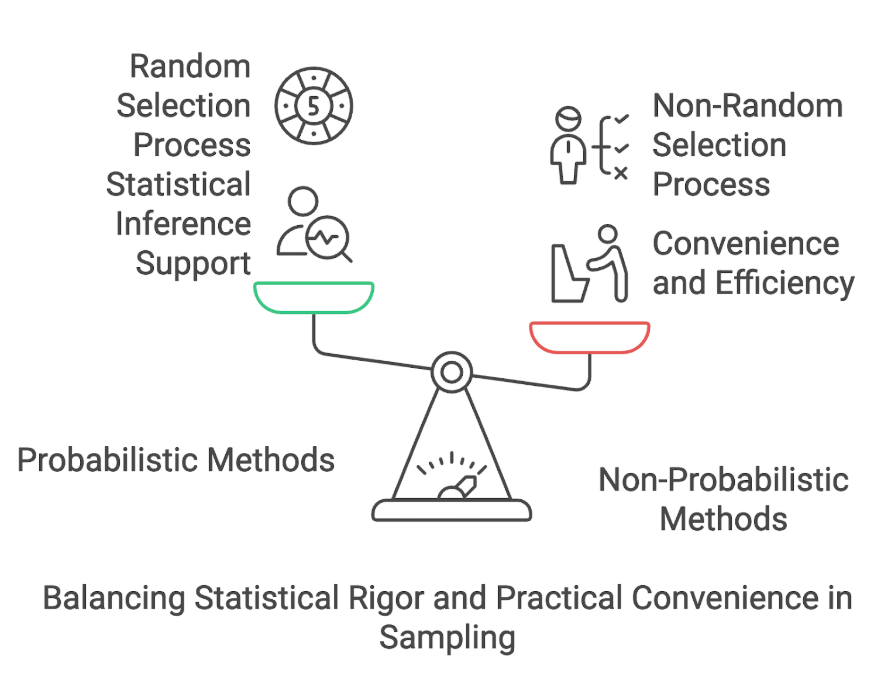 Random
Selection
Process
Statistical
Inference
Support
5
Non-Random
Selection
Process
Convenience
and Efficiency
Probabilistic Methods
Non-Probabilistic
Methods
Balancing Statistical Rigor and Practical Convenience in
Sampling